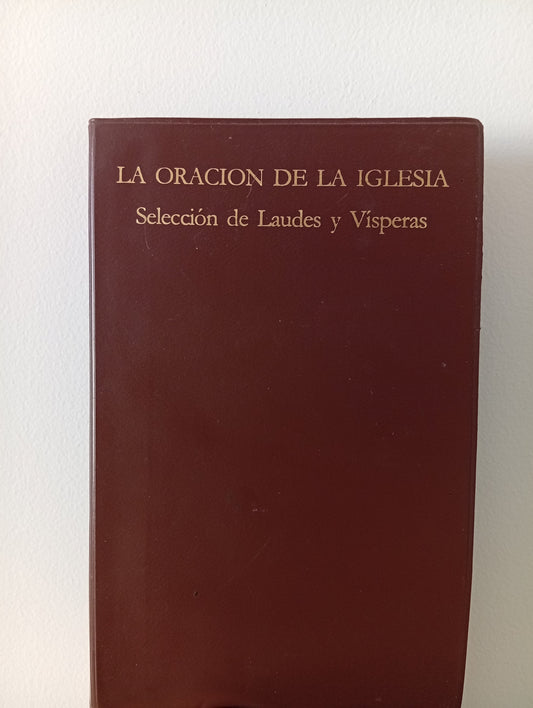 LA ORACION DE LA IGLESIA
Selección de Laudes y Vísperas